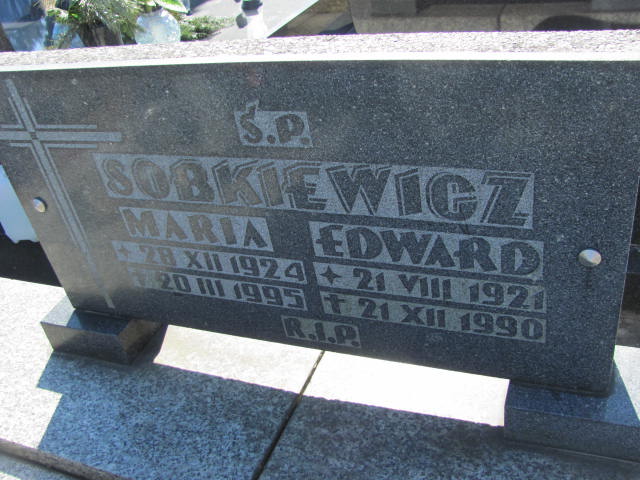 Ś.P.
SOBKIEWICZ
MARIA EDWARD
28 XII 1924 21 VIII 1921
20 III 1995 21 XII 1990
R.I.P.